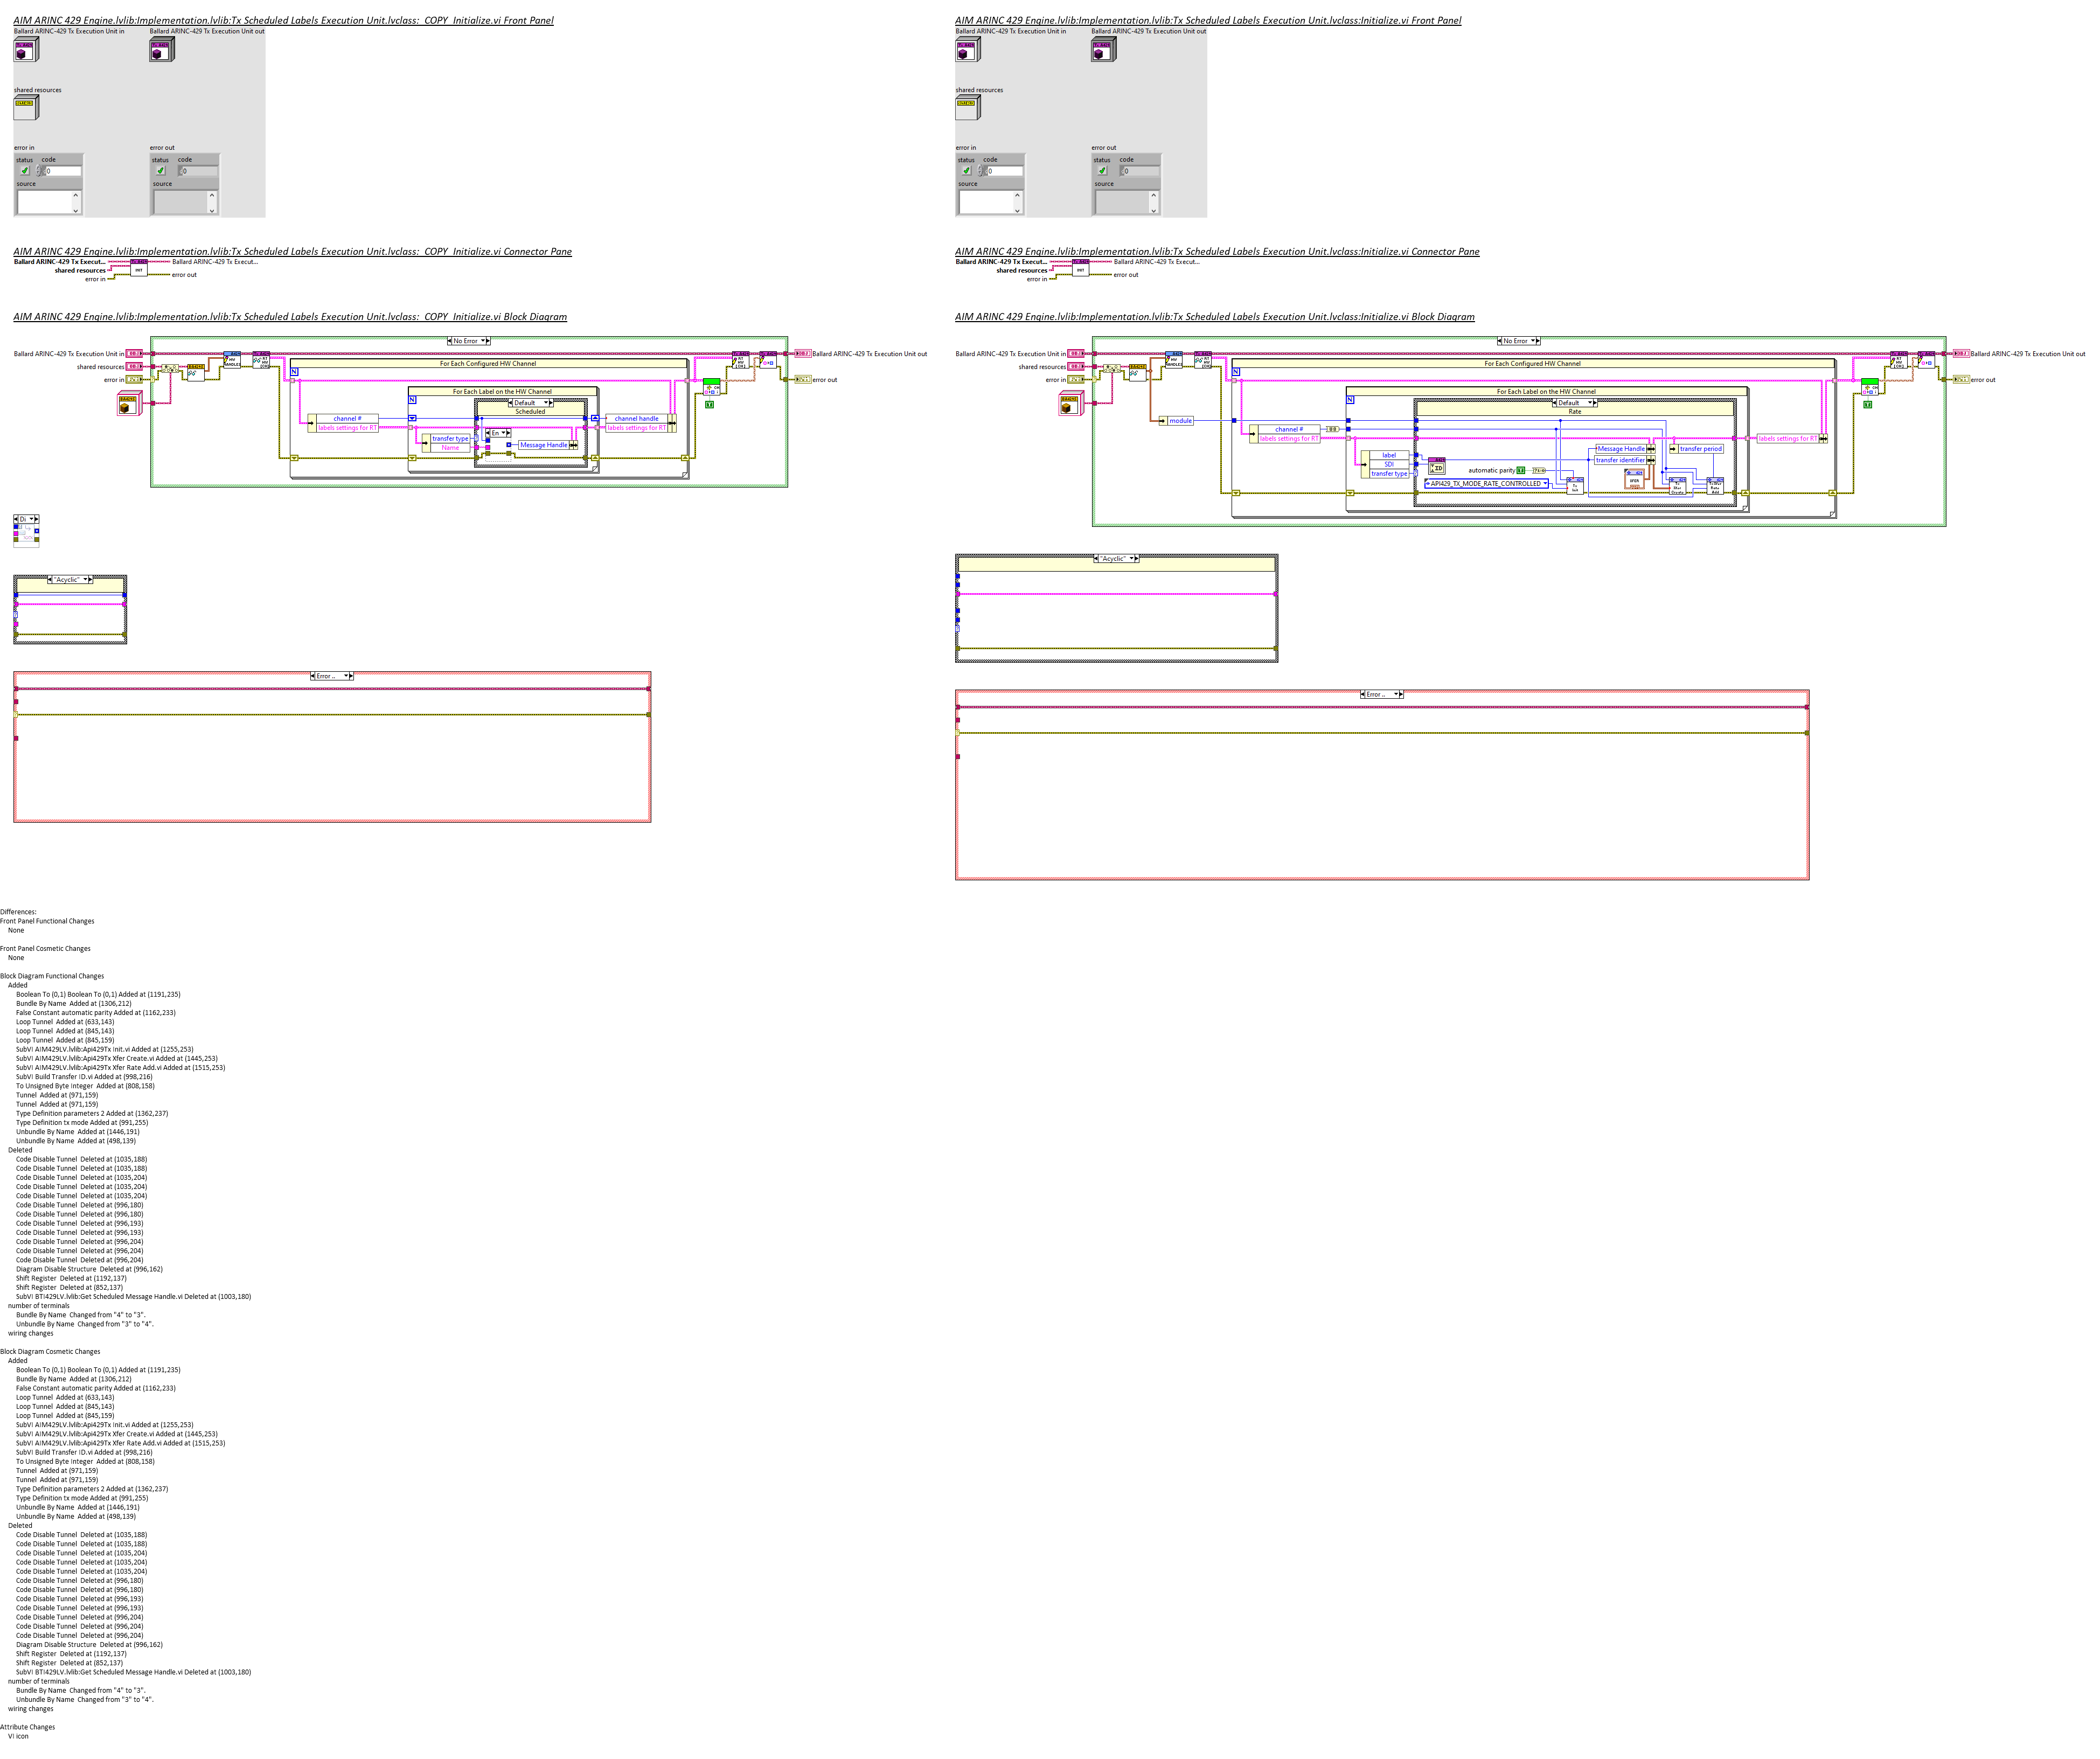 AIM ARINC 429 Engine.lvlib:Implementation.lvlib:Tx Scheduled Labels Execution Unit.lvclass:_COPY_Initialize.vi Front Panel
Ballard ARINC-429 Tx Execution Unit in
Ballard ARINC-429 Tx Execution Unit out
shared resources
error in
error out
status code
0
source
status code
0
source
AIM ARINC 429 Engine.lvlib:Implementation.lvlib:Tx Scheduled Labels Execution Unit.lvclass:_COPY_Initialize.vi Connector Pane
Ballard ARINC-429 Tx Execut...
Ballard ARINC-429 Tx Execut...
shared resources
error in
error out
INIT
AIM ARINC 429 Engine.lvlib:Implementation.lvlib:Tx Scheduled Labels Execution Unit.lvclass:_COPY_Initialize.vi Block Diagram
No Error
Ballard ARINC-429 Tx Execution Unit in
Ballard ARINC-429 Tx Execution Unit out
shared resources
error in
error out
For Each Configured HW Channel
N
For Each Label on the HW Channel
N
Default
Scheduled
channel #
labels settings for RT
transfer type
Name
En
Message Handle
channel handle
labels settings for RT
Di
"Acyclic"
Error ..
AIM ARINC 429 Engine.lvlib:Implementation.lvlib:Tx Scheduled Labels Execution Unit.lvclass:Initialize.vi Front Panel
Ballard ARINC-429 Tx Execution Unit in
Ballard ARINC-429 Tx Execution Unit out
shared resources
error in
error out
status code
0
source
status code
0
source
AIM ARINC 429 Engine.lvlib:Implementation.lvlib:Tx Scheduled Labels Execution Unit.lvclass:Initialize.vi Connector Pane
Ballard ARINC-429 Tx Execut...
Ballard ARINC-429 Tx Execut...
shared resources
error in
error out
INIT
AIM ARINC 429 Engine.lvlib:Implementation.lvlib:Tx Scheduled Labels Execution Unit.lvclass:Initialize.vi Block Diagram
No Error
Ballard ARINC-429 Tx Execution Unit in
Ballard ARINC-429 Tx Execution Unit out
shared resources
error in
error out
For Each Configured HW Channel
N
For Each Label on the HW Channel
N
Default
Rate
module
channel #
labels settings for RT
label
SDI
transfer type
ID
automatic parity
API429_TX_MODE_RATE_CONTROLLED
Message Handle
transfer identifier
transfer period
labels settings for RT
"Acyclic"
Error ..
Differences:
Front Panel Functional Changes
None
Front Panel Cosmetic Changes
None
Block Diagram Functional Changes
Added
Boolean To (0,1) Boolean To (0,1) Added at (1191,235)
Bundle By Name  Added at (1306,212)
False Constant automatic parity Added at (1162,233)
Loop Tunnel  Added at (633,143)
Loop Tunnel  Added at (845,143)
Loop Tunnel  Added at (845,159)
SubVI AIM429LV.lvlib:Api429Tx Init.vi Added at (1255,253)
SubVI AIM429LV.lvlib:Api429Tx Xfer Create.vi Added at (1445,253)
SubVI AIM429LV.lvlib:Api429Tx Xfer Rate Add.vi Added at (1515,253)
SubVI Build Transfer ID.vi Added at (998,216)
To Unsigned Byte Integer  Added at (808,158)
Tunnel  Added at (971,159)
Tunnel  Added at (971,159)
Type Definition parameters 2 Added at (1362,237)
Type Definition tx mode Added at (991,255)
Unbundle By Name  Added at (1446,191)
Unbundle By Name  Added at (498,139)
Deleted
Code Disable Tunnel  Deleted at (1035,188)
Code Disable Tunnel  Deleted at (1035,188)
Code Disable Tunnel  Deleted at (1035,204)
Code Disable Tunnel  Deleted at (1035,204)
Code Disable Tunnel  Deleted at (1035,204)
Code Disable Tunnel  Deleted at (996,180)
Code Disable Tunnel  Deleted at (996,180)
Code Disable Tunnel  Deleted at (996,193)
Code Disable Tunnel  Deleted at (996,193)
Code Disable Tunnel  Deleted at (996,204)
Code Disable Tunnel  Deleted at (996,204)
Code Disable Tunnel  Deleted at (996,204)
Diagram Disable Structure  Deleted at (996,162)
Shift Register  Deleted at (1192,137)
Shift Register  Deleted at (852,137)
SubVI BTI429LV.lvlib:Get Scheduled Message Handle.vi Deleted at (1003,180)
number of terminals
Bundle By Name  Changed from "4" to "3".
Unbundle By Name  Changed from "3" to "4".
wiring changes
Block Diagram Cosmetic Changes
Added
Boolean To (0,1) Boolean To (0,1) Added at (1191,235)
Bundle By Name  Added at (1306,212)
False Constant automatic parity Added at (1162,233)
Loop Tunnel  Added at (633,143)
Loop Tunnel  Added at (845,143)
Loop Tunnel  Added at (845,159)
SubVI AIM429LV.lvlib:Api429Tx Init.vi Added at (1255,253)
SubVI AIM429LV.lvlib:Api429Tx Xfer Create.vi Added at (1445,253)
SubVI AIM429LV.lvlib:Api429Tx Xfer Rate Add.vi Added at (1515,253)
SubVI Build Transfer ID.vi Added at (998,216)
To Unsigned Byte Integer  Added at (808,158)
Tunnel  Added at (971,159)
Tunnel  Added at (971,159)
Type Definition parameters 2 Added at (1362,237)
Type Definition tx mode Added at (991,255)
Unbundle By Name  Added at (1446,191)
Unbundle By Name  Added at (498,139)
Deleted
Code Disable Tunnel  Deleted at (1035,188)
Code Disable Tunnel  Deleted at (1035,188)
Code Disable Tunnel  Deleted at (1035,204)
Code Disable Tunnel  Deleted at (1035,204)
Code Disable Tunnel  Deleted at (1035,204)
Code Disable Tunnel  Deleted at (996,180)
Code Disable Tunnel  Deleted at (996,180)
Code Disable Tunnel  Deleted at (996,193)
Code Disable Tunnel  Deleted at (996,193)
Code Disable Tunnel  Deleted at (996,204)
Code Disable Tunnel  Deleted at (996,204)
Code Disable Tunnel  Deleted at (996,204)
Diagram Disable Structure  Deleted at (996,162)
Shift Register  Deleted at (1192,137)
Shift Register  Deleted at (852,137)
SubVI BTI429LV.lvlib:Get Scheduled Message Handle.vi Deleted at (1003,180)
number of terminals
Bundle By Name  Changed from "4" to "3".
Unbundle By Name  Changed from "3" to "4".
wiring changes
Attribute Changes
VI icon